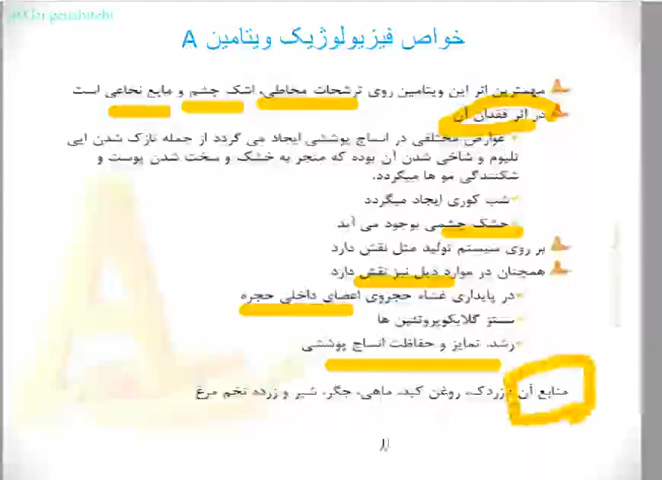 خواص فیزیولوژیک ویتامین A
مهمترین اثر این ویتامین روی ترشحات مخاطی، اشک چشم و مایع نخاعی است
در اثر فقدان آن
عوارض مختلفی در انساج پوششی ایجاد می گردد از جمله نازک شدن اپی
تلیوم و شاخی شدن آن بوده که منجر به خشک و سخت شدن پوست و
شکنندگی مو ها میگردد.
شب کوری ایجاد میگردد
خشک چشمی بوجود می آید
بر روی سیستم تولید مثل نقش دارد
همچنان در موارد ذیل نیز نقش دارد
در پایداری غشاء حجروی اعضای داخلی حجره
سنتز گلایکوپروتئین ها
رشد، تمایز و حفاظت انساج پوششی
منابع آن : زردک، روغن کبد، ماهی، جگر، شیر و زرده تخم مرغ